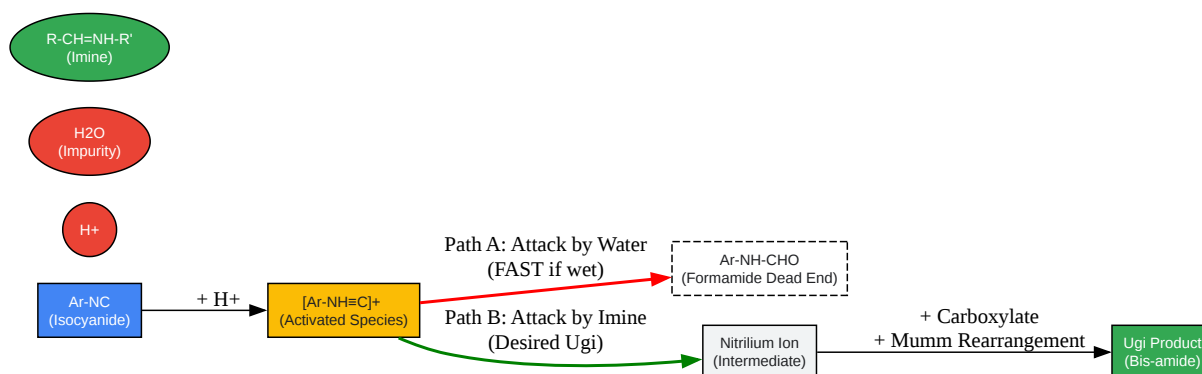 R-CH=NH-R'
(Imine)
H2O
(Impurity)
H+
Ar-NC
(Isocyanide)
+ H+
[Ar-NH≡C]+
(Activated Species)
Path A: Attack by Water
(FAST if wet)
Ar-NH-CHO
(Formamide Dead End)
Path B: Attack by Imine
(Desired Ugi)
Nitrilium Ion
(Intermediate)
+ Carboxylate
+ Mumm Rearrangement
Ugi Product
(Bis-amide)